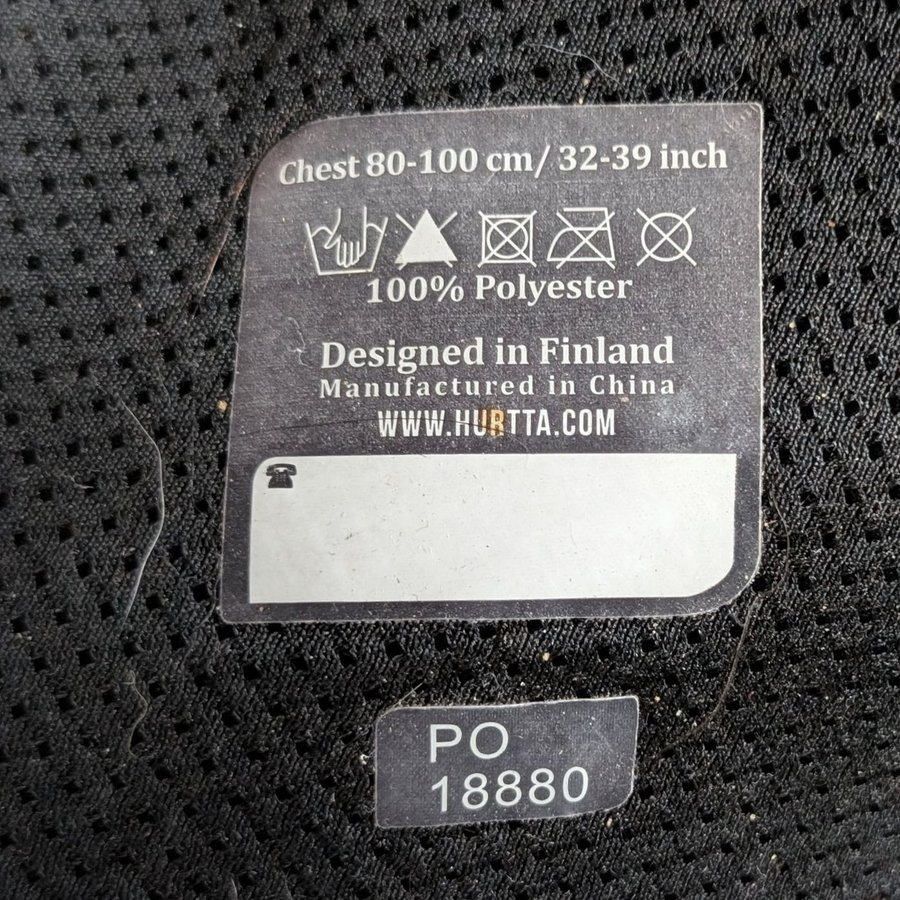 Chest 80-100 cm/ 32-39 inch
100% Polyester
Designed in Finland
Manufactured in China
WWW.HURTTA.COM
PO
18880